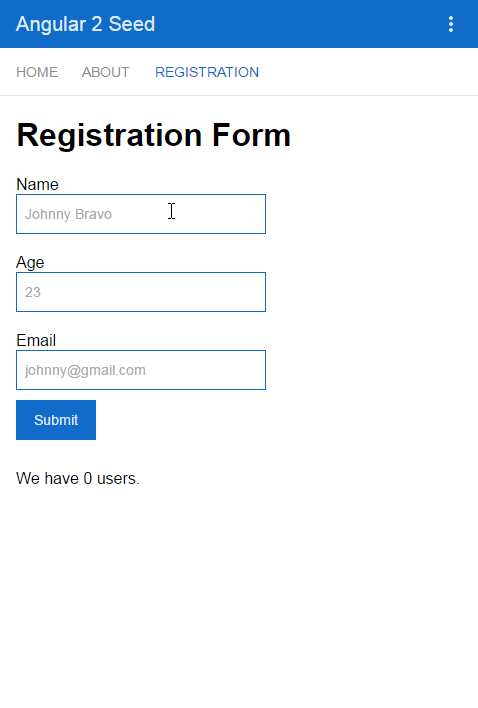 Angular 2 Seed
HOME ABOUT REGISTRATION
Registration Form
Name
Johnny Bravo
Age
23
Email
johnny@gmail.com
Submit
We have 0 users.